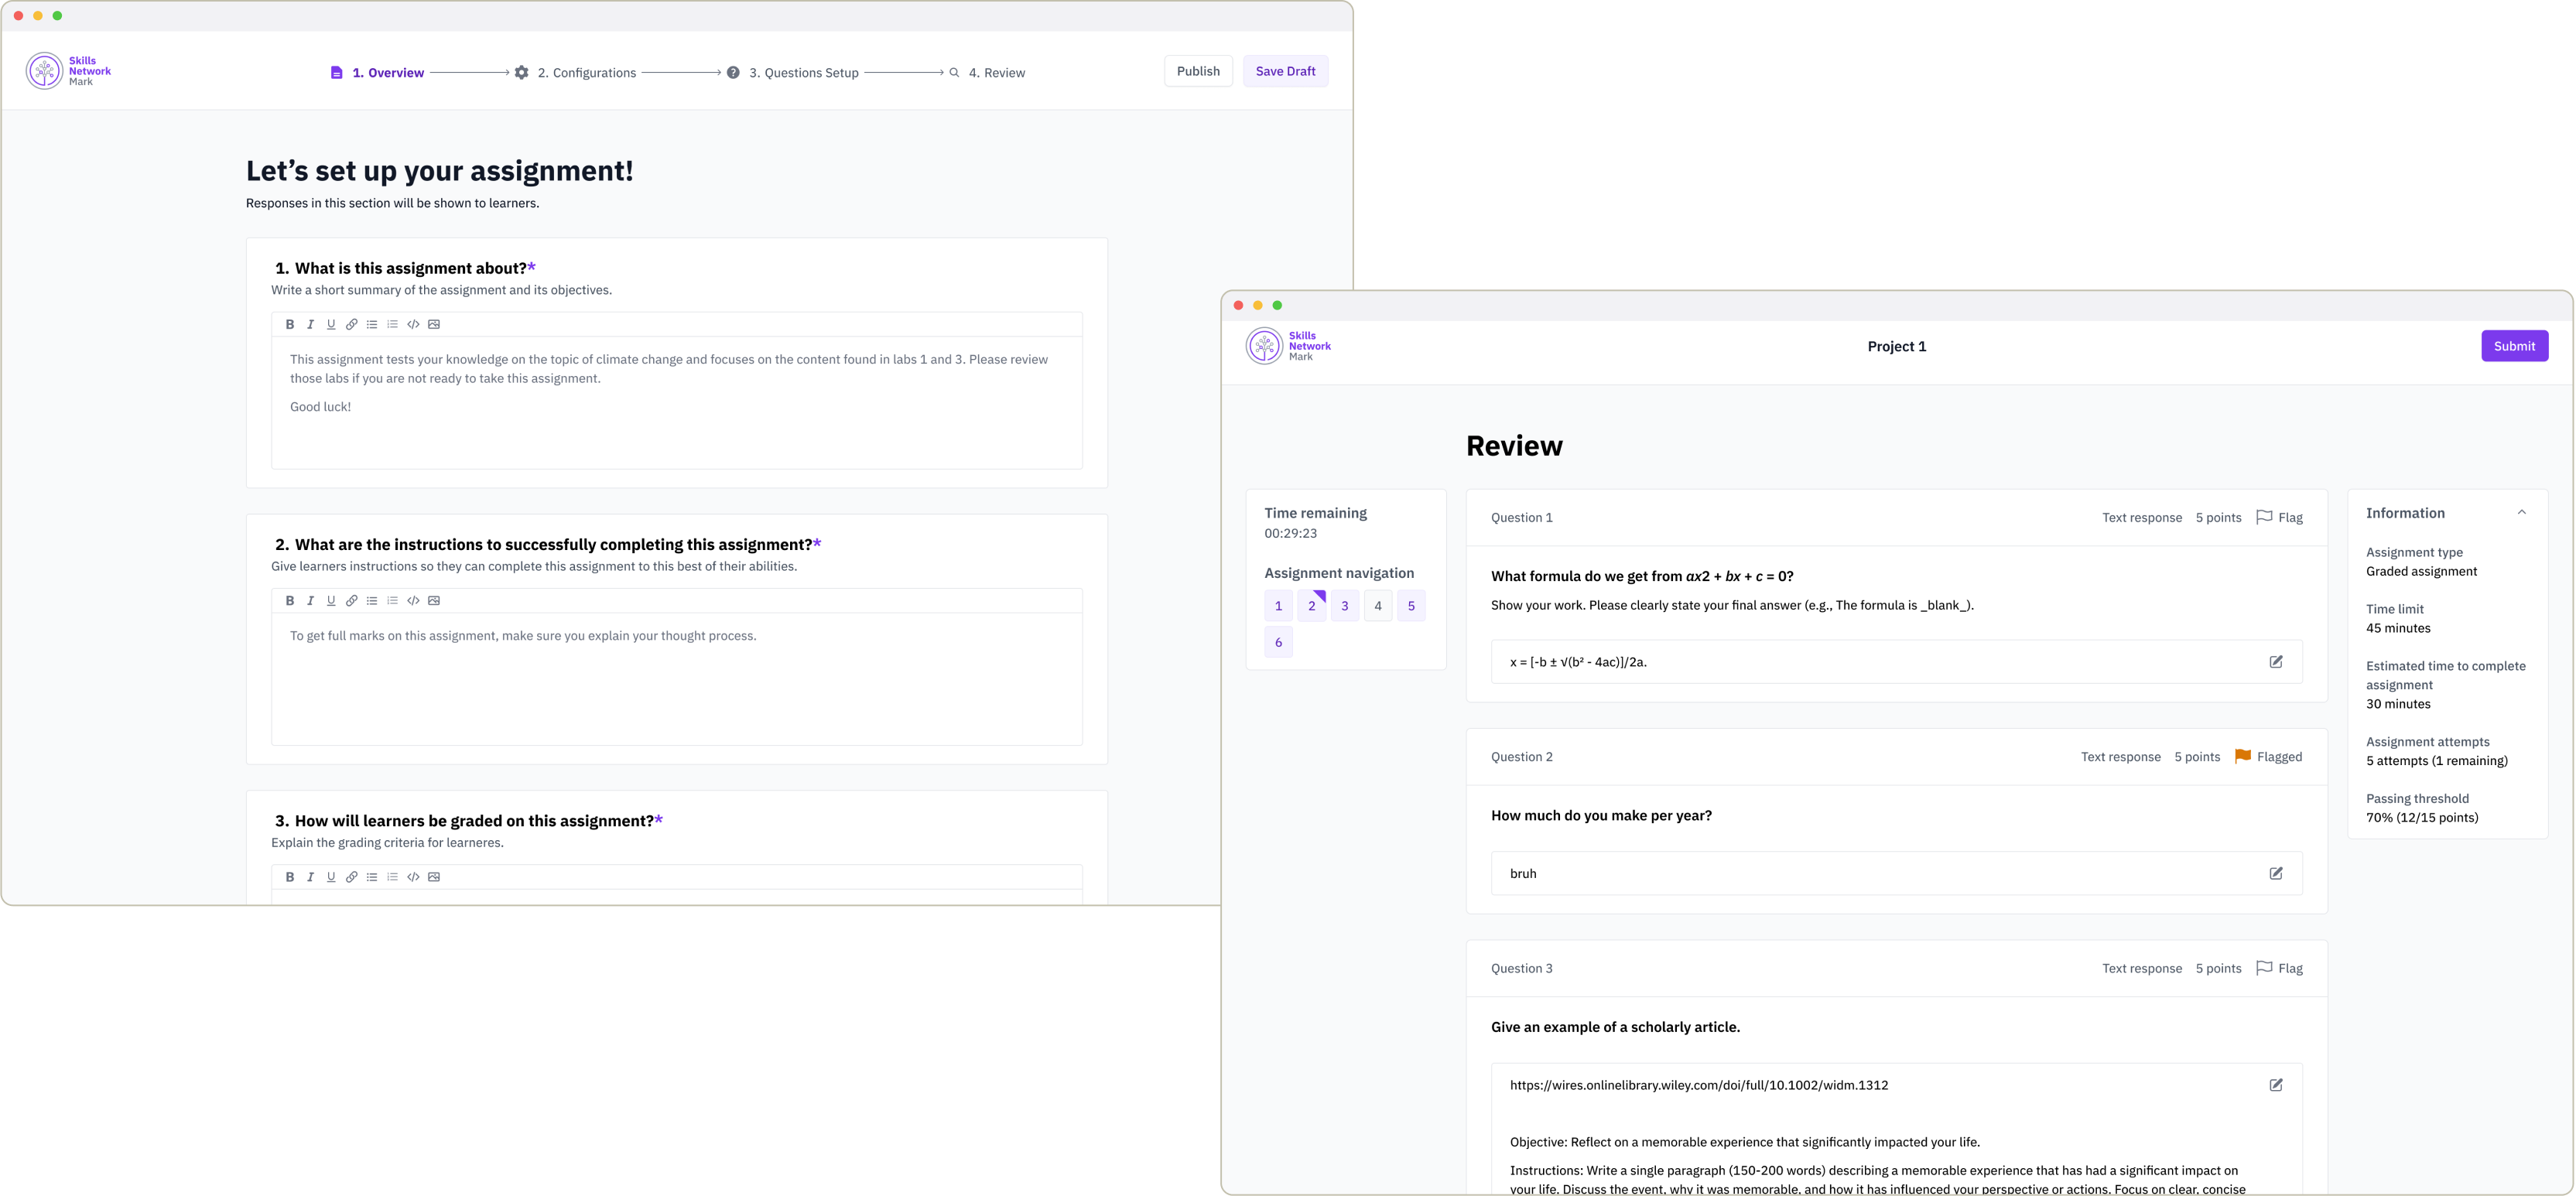 Skills
Network
Mark
1. Overview
2. Configurations
3. Questions Setup
4. Review
Publish
Save Draft
Let’s set up your assignment!
Responses in this section will be shown to learners.
1. What is this assignment about?*
Write a short summary of the assignment and its objectives.
B I U
This assignment tests your knowledge on the topic of climate change and focuses on the content found in labs 1 and 3. Please review
those labs if you are not ready to take this assignment.
Good luck!
2. What are the instructions to successfully completing this assignment?*
Give learners instructions so they can complete this assignment to this best of their abilities.
B I U
To get full marks on this assignment, make sure you explain your thought process.
3. How will learners be graded on this assignment?*
Explain the grading criteria for learneres.
B I U
Skills
Network
Mark
Project 1
Submit
Review
Time remaining
00:29:23
Assignment navigation
1 2 3 4 5
6
Question 1
Text response 5 points Flag
What formula do we get from ax2 + bx + c = 0?
Show your work. Please clearly state your final answer (e.g., The formula is _blank_).
x = [-b ± √(b² - 4ac)]/2a.
Question 2
Text response 5 points Flagged
How much do you make per year?
bruh
Question 3
Text response 5 points Flag
Give an example of a scholarly article.
https://wires.onlinelibrary.wiley.com/doi/full/10.1002/widm.1312
Objective: Reflect on a memorable experience that significantly impacted your life.
Instructions: Write a single paragraph (150-200 words) describing a memorable experience that has had a significant impact on
your life. Discuss the event, why it was memorable, and how it has influenced your perspective or actions. Focus on clear, concise
Information
Assignment type
Graded assignment
Time limit
45 minutes
Estimated time to complete
assignment
30 minutes
Assignment attempts
5 attempts (1 remaining)
Passing threshold
70% (12/15 points)